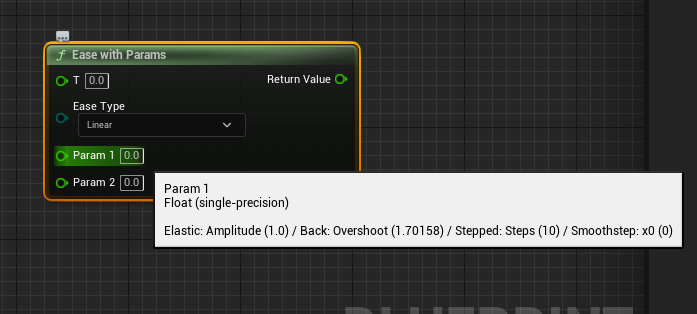 Ease with Params
T 0.0 Return Value
Ease Type
Linear
Param 1 0.0
Param 2 0.0
Param 1
Float (single-precision)
Elastic: Amplitude (1.0) / Back: Overshoot (1.70158) / Stepped: Steps (10) / Smoothstep: x0 (0)
BLUEPRINT